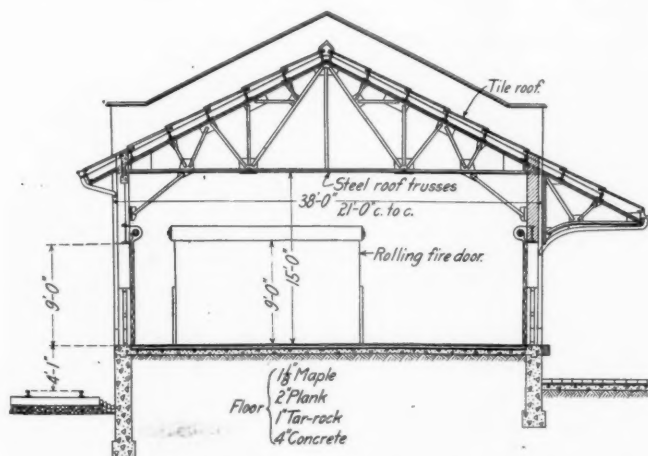 Tile roof.
Steel roof trusses
38'-0"
21'-0" c. to c.
Rolling fire door.
9'-0"
9'-0"
15'-0"
4'-1"
Floor
1⅛" Maple
2" Plank
1" Tar-rock
4" Concrete